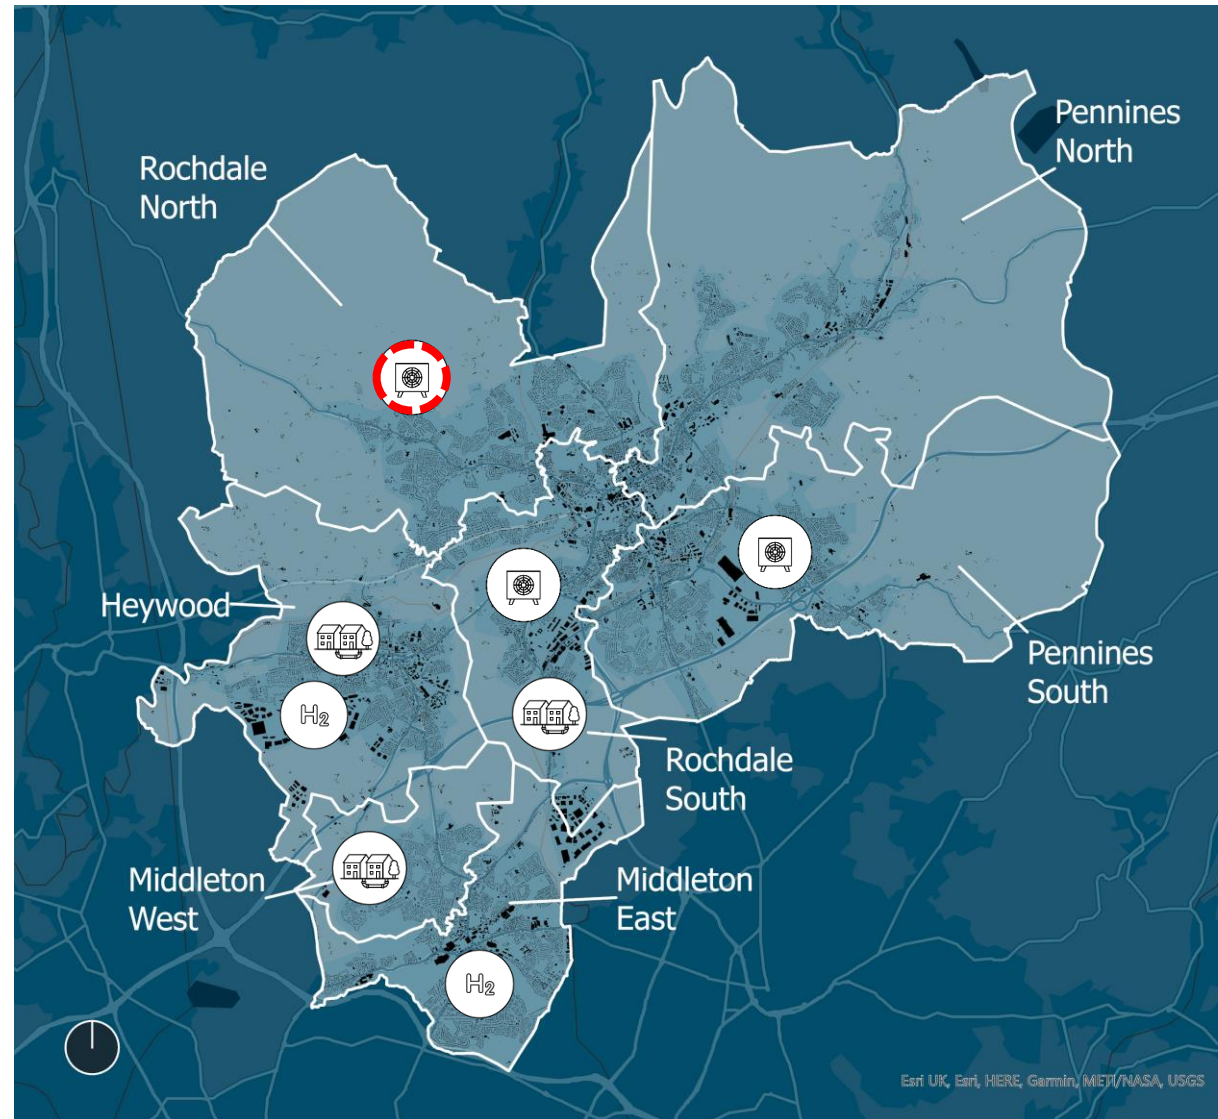 Pennines
North
Rochdale
North
Heywood
H2
Pennines
South
Rochdale
South
Middleton
West
Middleton
East
H2
Esri UK, Esri, HERE, Garmin, METI/NASA, USGS